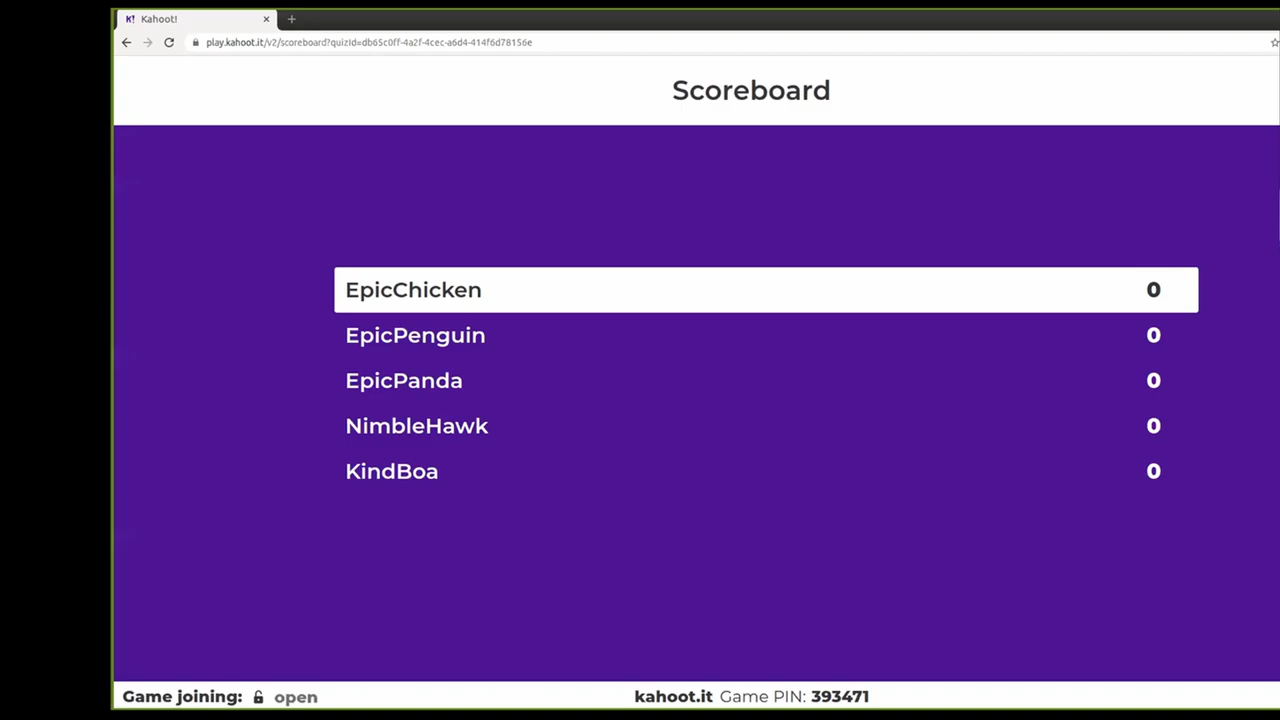 K! Kahoot!
play.kahoot.it/v2/scoreboard?quizId=db65c0ff-4a2f-4cec-a6d4-414f6d78156e
Scoreboard
EpicChicken 0
EpicPenguin 0
EpicPanda 0
NimbleHawk 0
KindBoa 0
Game joining: open kahoot.it Game PIN: 393471